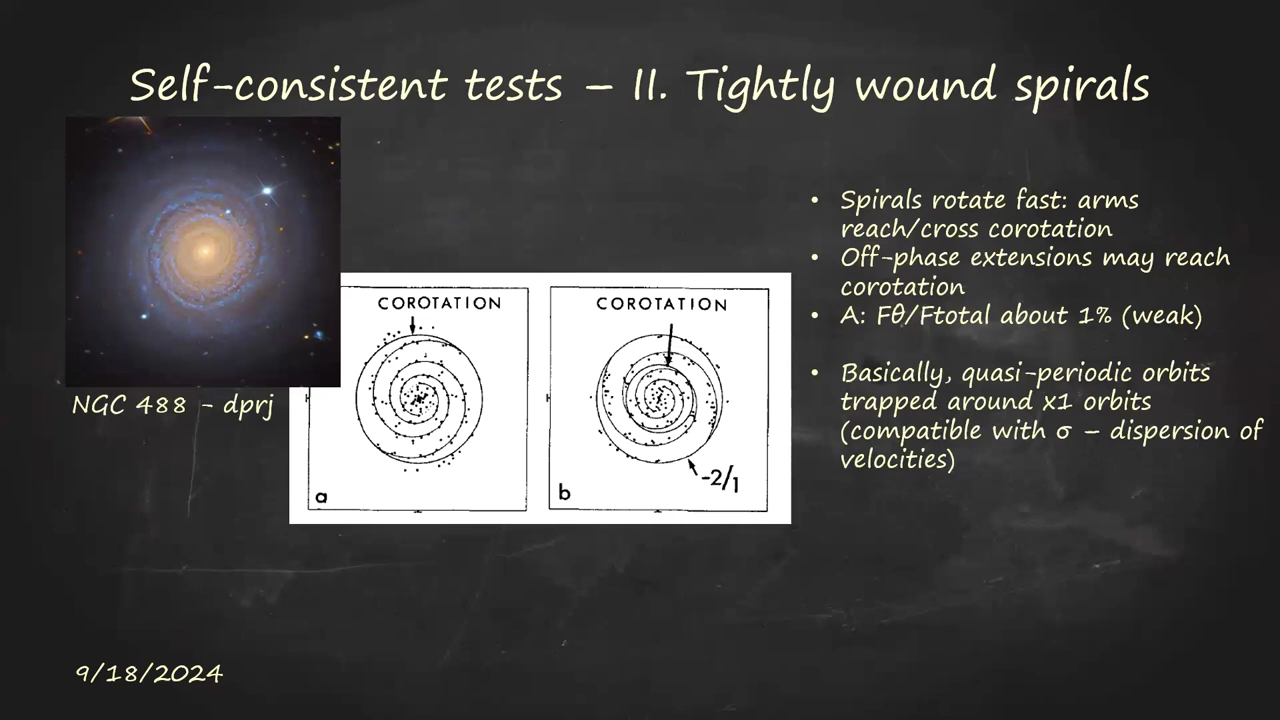 Self-consistent tests – II. Tightly wound spirals
NGC 488 - dprj
COROTATION
a
COROTATION
b
-2/1
• Spirals rotate fast: arms
reach/cross corotation
• Off-phase extensions may reach
corotation
• A: Fθ/Ftotal about 1% (weak)
• Basically, quasi-periodic orbits
trapped around x1 orbits
(compatible with σ – dispersion of
velocities)
9/18/2024